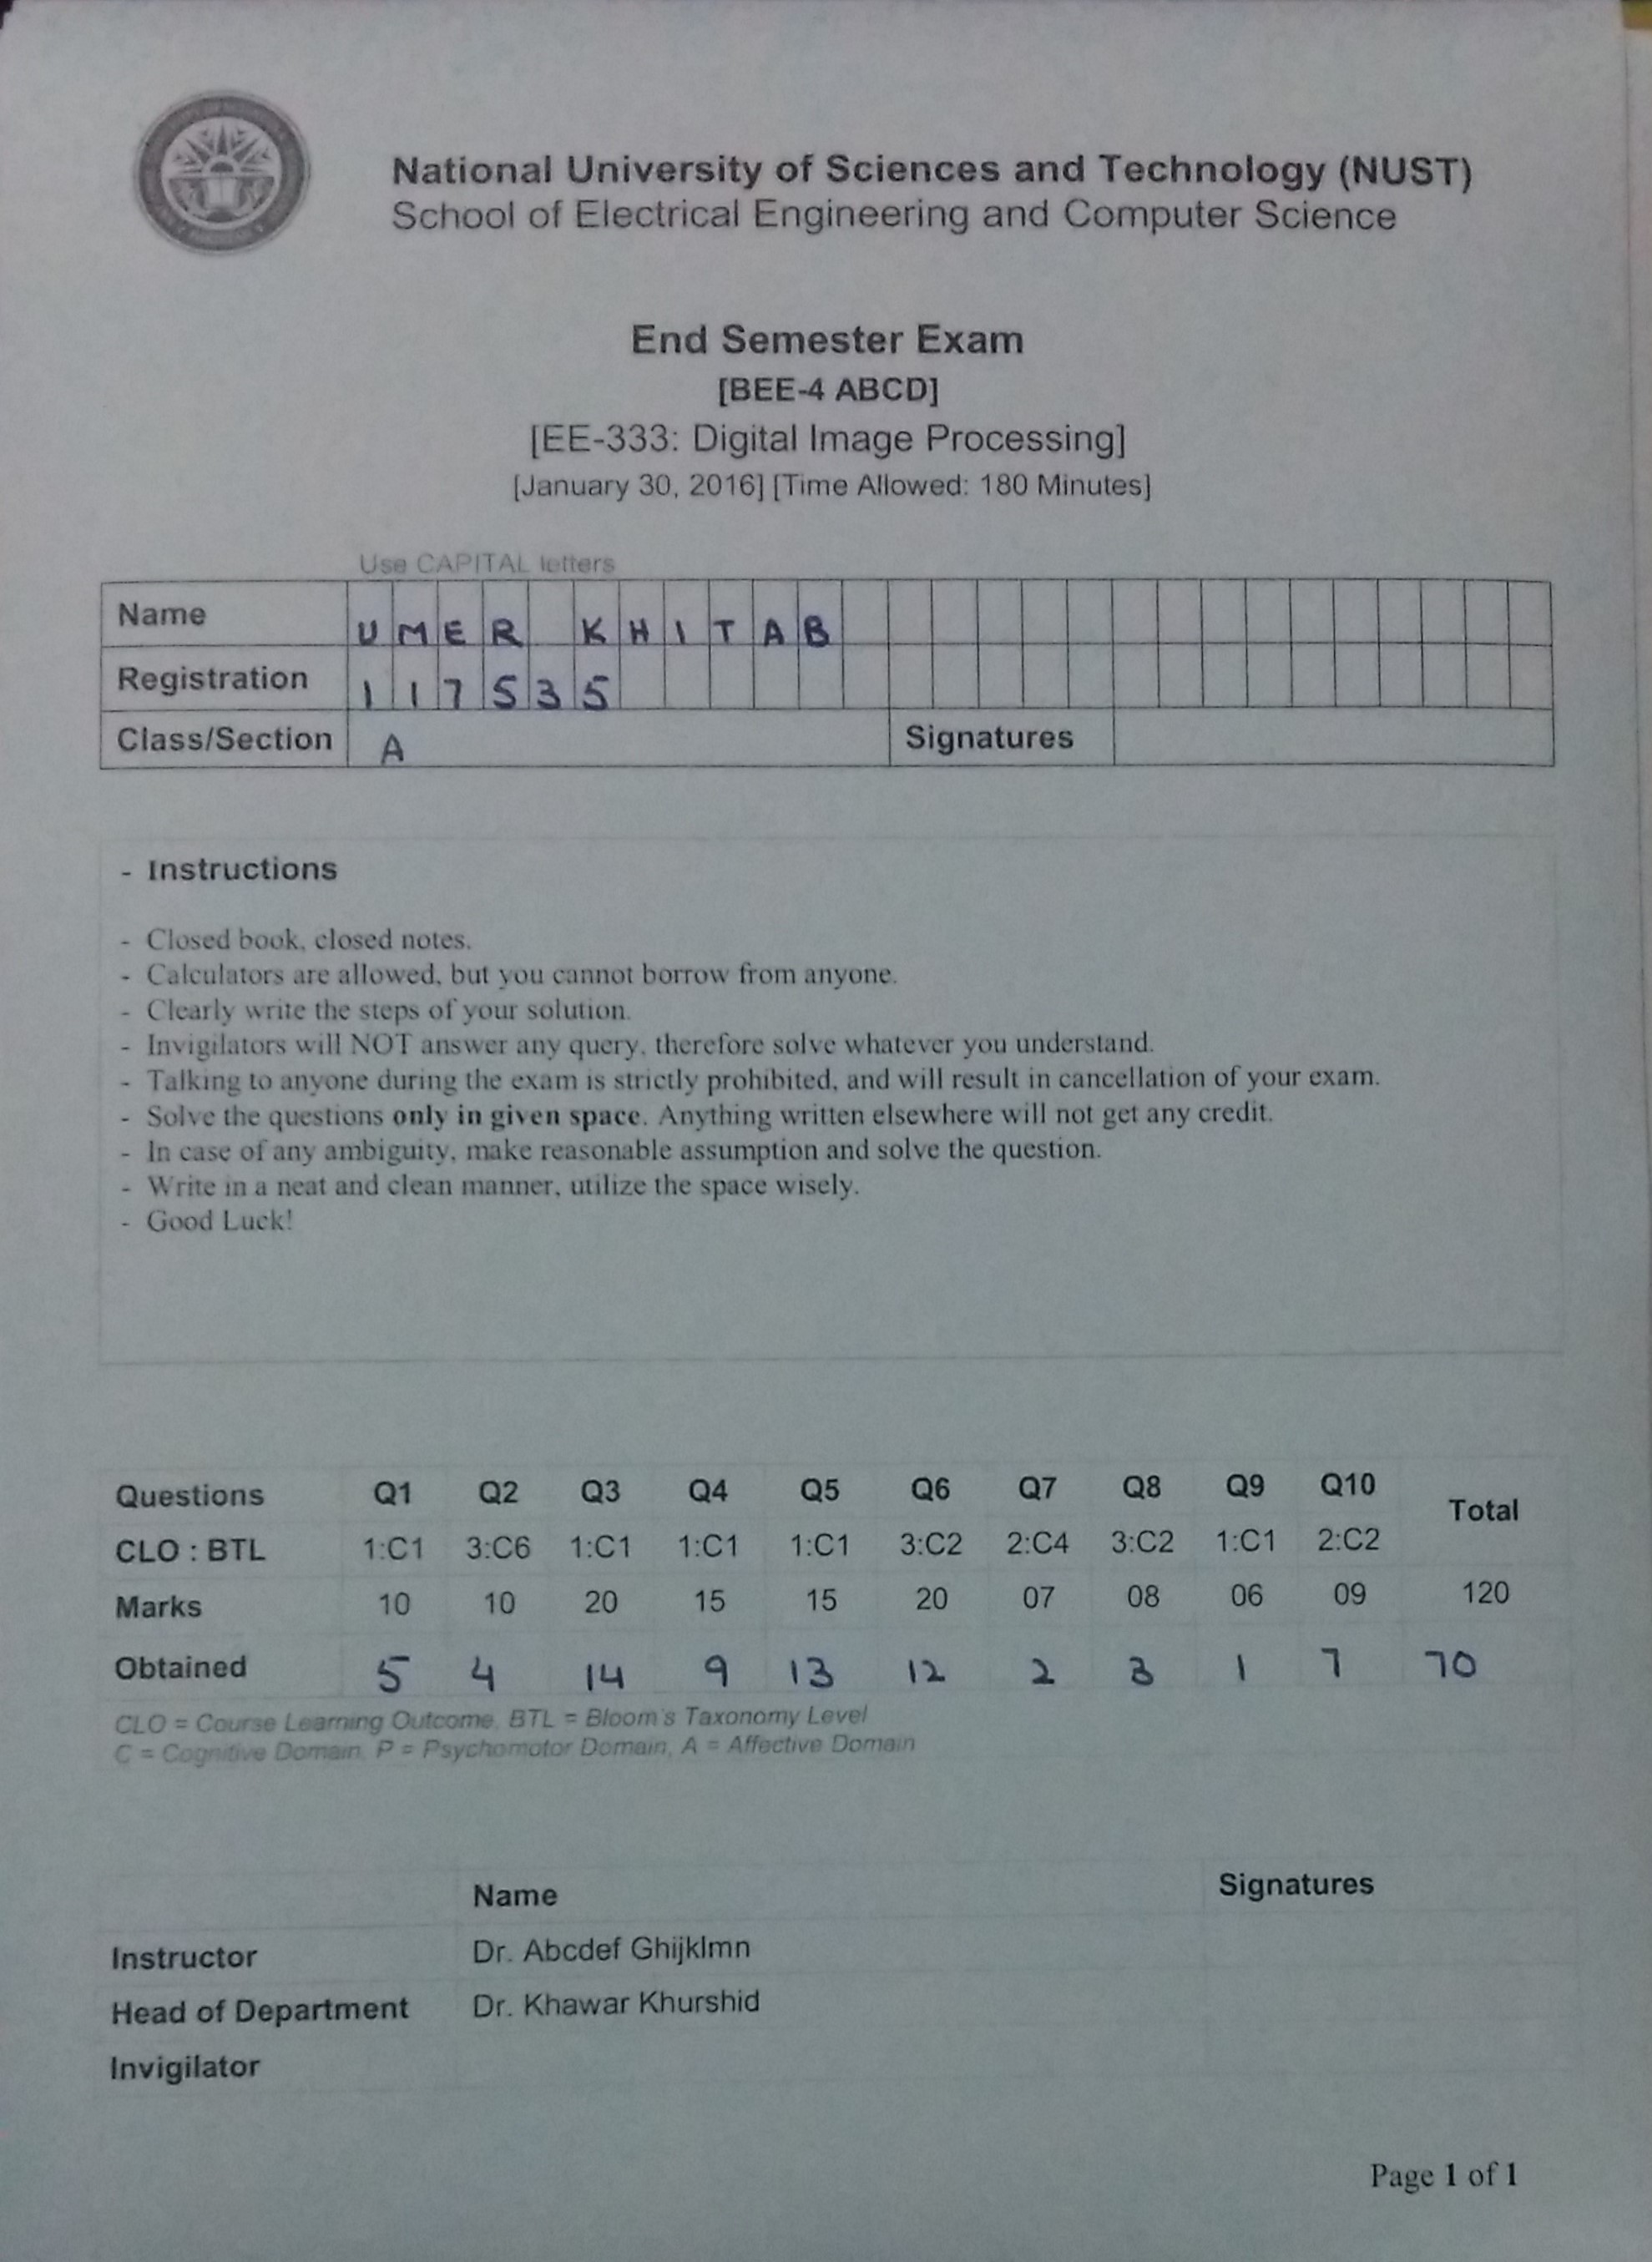 National University of Sciences and Technology (NUST)
School of Electrical Engineering and Computer Science
End Semester Exam
[BEE-4 ABCD]
[EE-333: Digital Image Processing]
[January 30, 2016] [Time Allowed: 180 Minutes]
Use CAPITAL letters
Name UMER KHITAB
Registration 117535
Class/Section A Signatures
- Instructions
- Closed book, closed notes.
- Calculators are allowed, but you cannot borrow from anyone.
- Clearly write the steps of your solution.
- Invigilators will NOT answer any query, therefore solve whatever you understand.
- Talking to anyone during the exam is strictly prohibited, and will result in cancellation of your exam.
- Solve the questions only in given space. Anything written elsewhere will not get any credit.
- In case of any ambiguity, make reasonable assumption and solve the question.
- Write in a neat and clean manner, utilize the space wisely.
- Good Luck!
Questions Q1 Q2 Q3 Q4 Q5 Q6 Q7 Q8 Q9 Q10 Total
CLO : BTL 1:C1 3:C6 1:C1 1:C1 1:C1 3:C2 2:C4 3:C2 1:C1 2:C2
Marks 10 10 20 15 15 20 07 08 06 09 120
Obtained 5 4 14 9 13 12 2 3 1 7 70
CLO = Course Learning Outcome, BTL = Bloom's Taxonomy Level
C = Cognitive Domain, P = Psychomotor Domain, A = Affective Domain
Name Signatures
Instructor Dr. Abcdef Ghijklmn
Head of Department Dr. Khawar Khurshid
Invigilator
Page 1 of 1